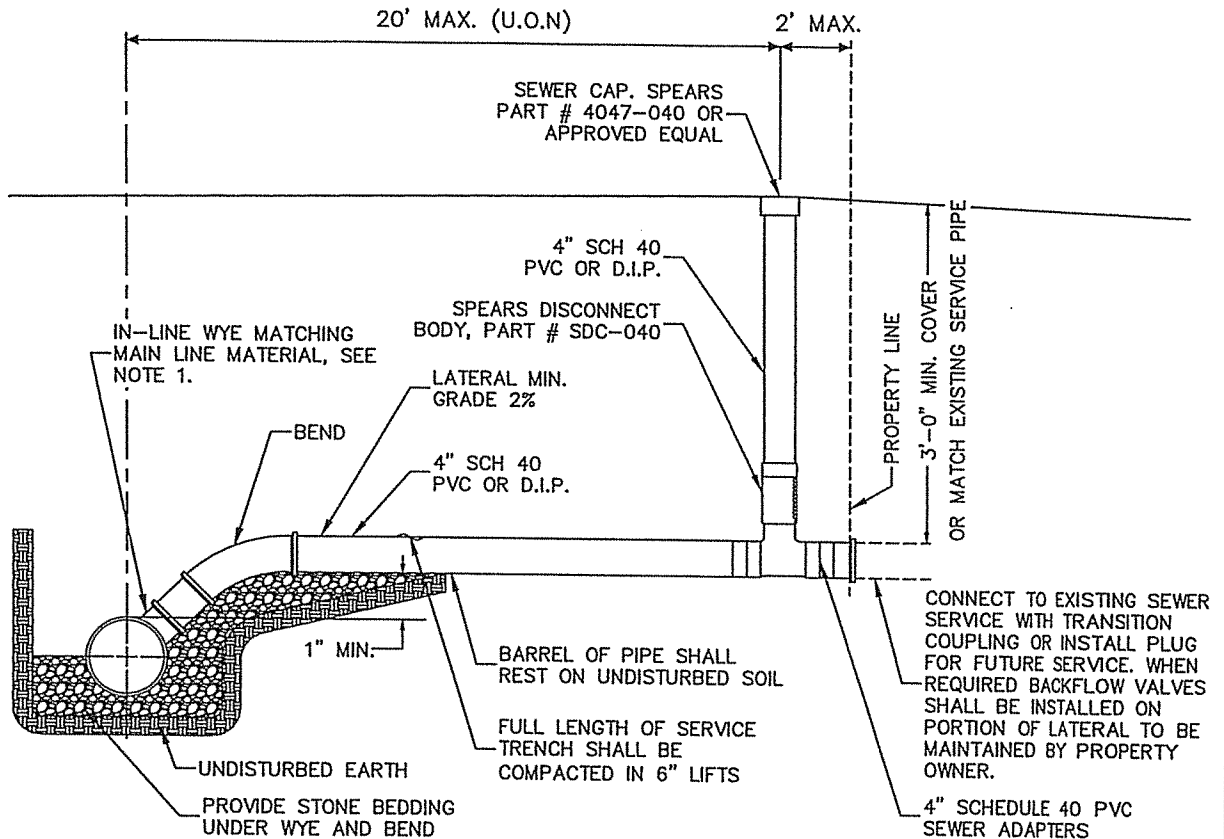 20' MAX. (U.O.N)
2' MAX.
SEWER CAP. SPEARS
PART # 4047-040 OR
APPROVED EQUAL
4" SCH 40
PVC OR D.I.P.
SPEARS DISCONNECT
BODY, PART # SDC-040
IN-LINE WYE MATCHING
MAIN LINE MATERIAL, SEE
NOTE 1.
LATERAL MIN.
GRADE 2%
BEND
4" SCH 40
PVC OR D.I.P.
PROPERTY LINE
3'-0" MIN. COVER
OR MATCH EXISTING SERVICE PIPE
1" MIN.
BARREL OF PIPE SHALL
REST ON UNDISTURBED SOIL
FULL LENGTH OF SERVICE
TRENCH SHALL BE
COMPACTED IN 6" LIFTS
UNDISTURBED EARTH
PROVIDE STONE BEDDING
UNDER WYE AND BEND
CONNECT TO EXISTING SEWER
SERVICE WITH TRANSITION
COUPLING OR INSTALL PLUG
FOR FUTURE SERVICE. WHEN
REQUIRED BACKFLOW VALVES
SHALL BE INSTALLED ON
PORTION OF LATERAL TO BE
MAINTAINED BY PROPERTY
OWNER.
4" SCHEDULE 40 PVC
SEWER ADAPTERS